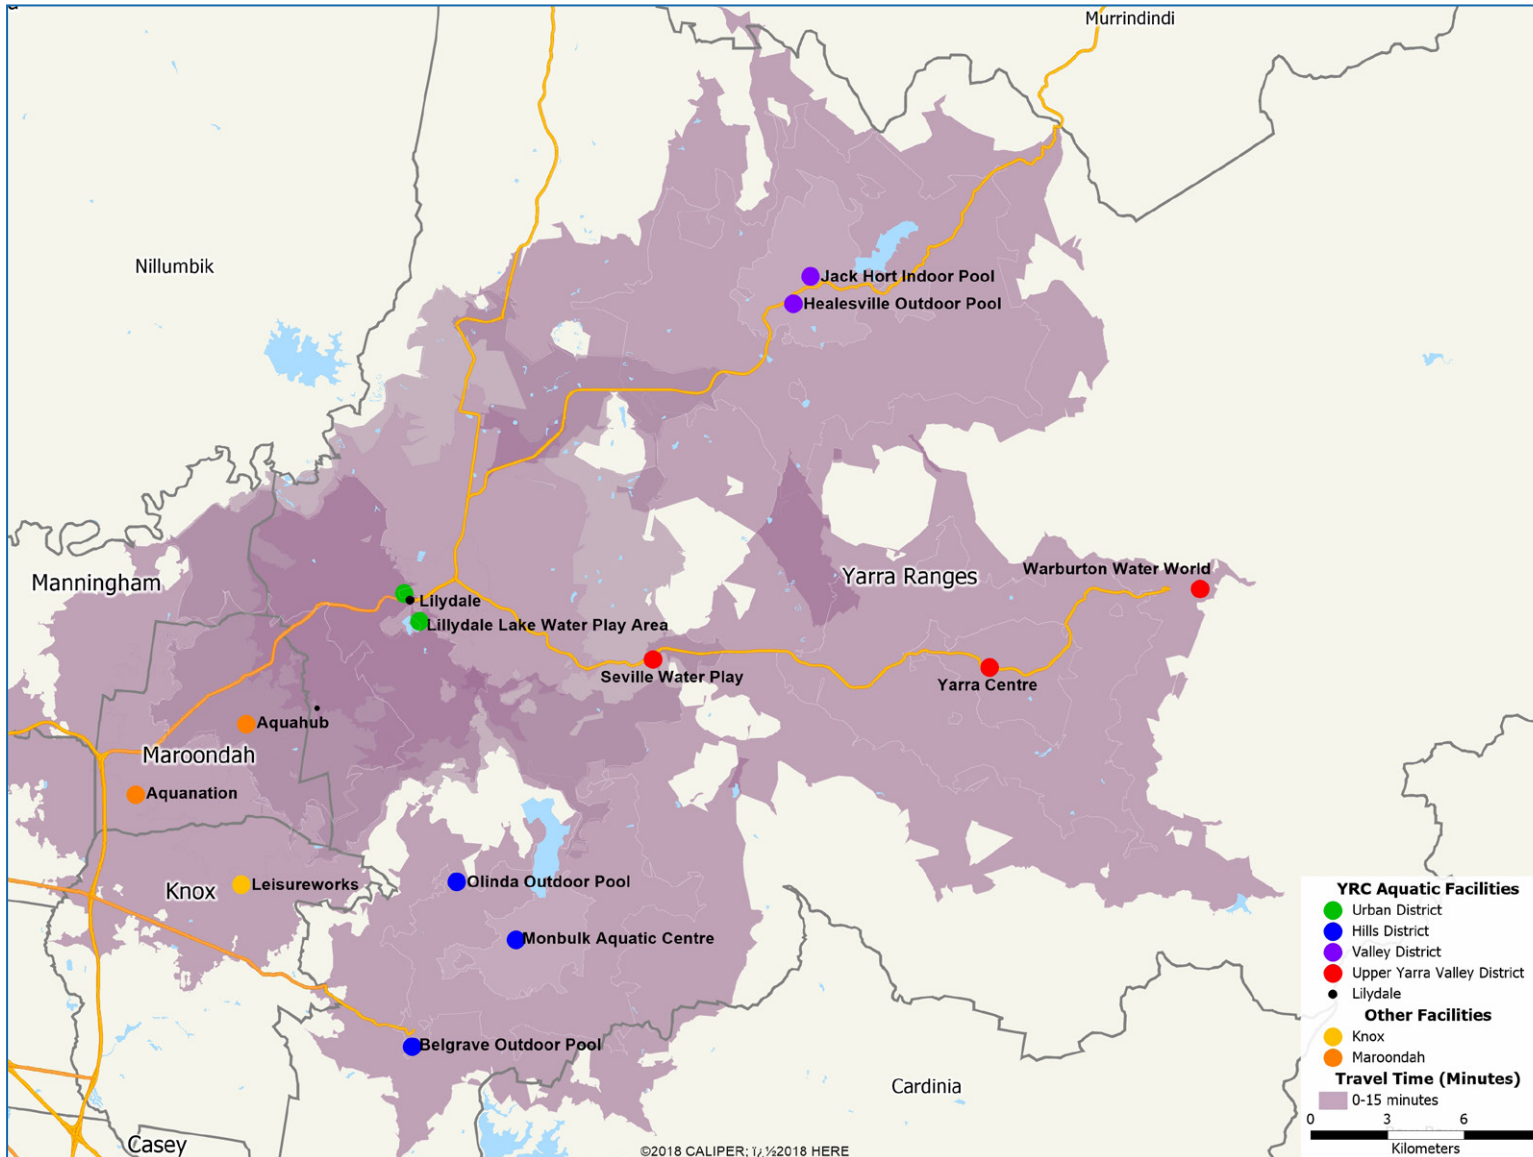 Murrindindi
Nillumbik
Jack Hort Indoor Pool
Healesville Outdoor Pool
Manningham
Yarra Ranges
Warburton Water World
Lilydale
Lillydale Lake Water Play Area
Seville Water Play
Yarra Centre
Aquahub
Maroondah
Aquanation
Knox
Leisureworks
Olinda Outdoor Pool
Monbulk Aquatic Centre
Belgrave Outdoor Pool
Cardinia
Casey
©2018 CALIPER; ï¿½2018 HERE
YRC Aquatic Facilities
Urban District
Hills District
Valley District
Upper Yarra Valley District
Lilydale
Other Facilities
Knox
Maroondah
Travel Time (Minutes)
0-15 minutes
0 3 6
Kilometers